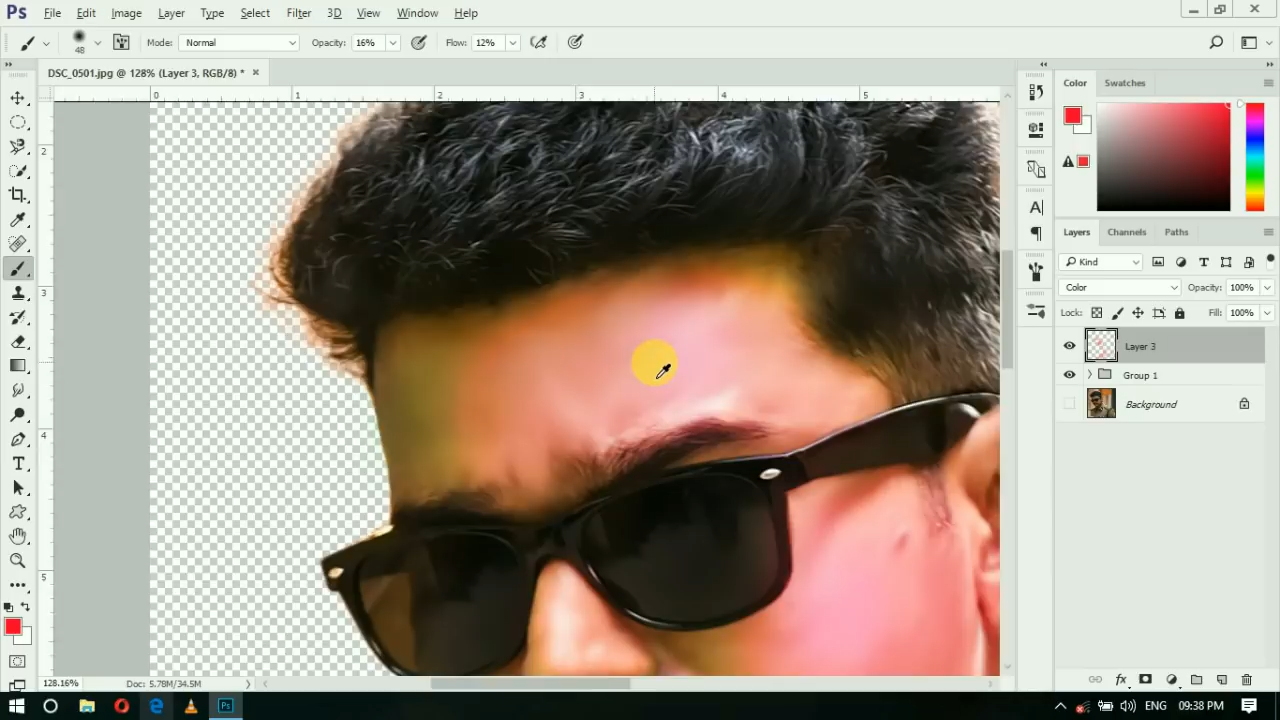 Ps File Edit Image Layer Type Select Filter 3D View Window Help
48 Mode: Normal Opacity: 16% Flow: 12%
DSC_0501.jpg @ 128% (Layer 3, RGB/8) *
0 1 2 3 4 5
2
3
4
5
Color Swatches
Layers Channels Paths
Kind
Color Opacity: 100%
Lock: Fill: 100%
Layer 3
Group 1
Background
128.16% Doc: 5.78M/34.5M
Ps ENG 09:38 PM